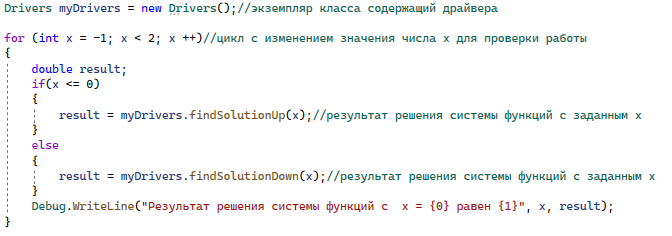 Drivers myDrivers = new Drivers();//экземпляр класса содержащий драйвера
for (int x = -1; x < 2; x ++)//цикл с изменением значения числа x для проверки работы
{
double result;
if(x <= 0)
{
result = myDrivers.findSolutionUp(x);//результат решения системы функций с заданным x
}
else
{
result = myDrivers.findSolutionDown(x);//результат решения системы функций с заданным x
}
Debug.WriteLine("Результат решения системы функций с  x = {0} равен {1}", x, result);
}